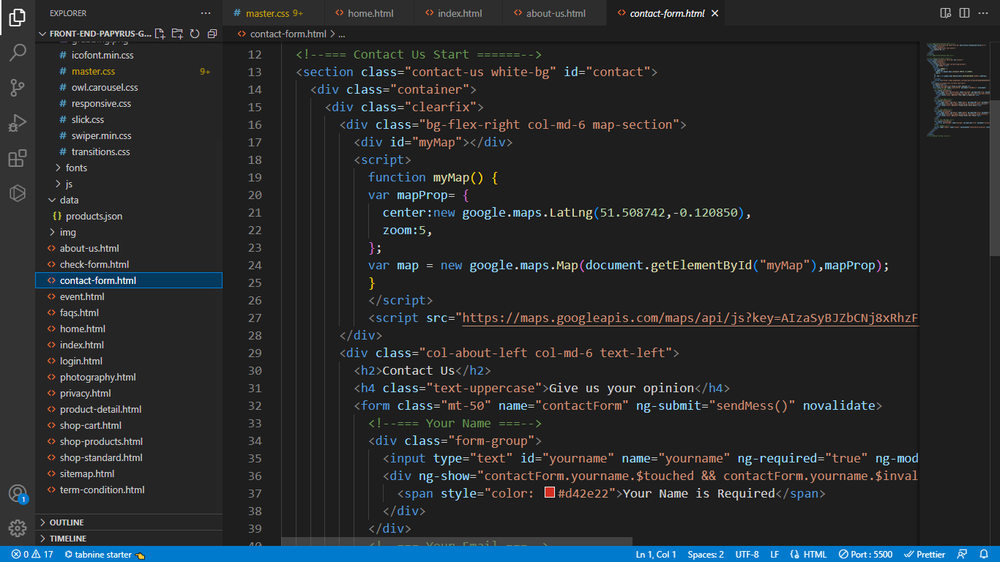 EXPLORER
FRONT-END-PAPYRUS-G...
icofont.min.css
master.css 9+
owl.carousel.css
responsive.css
slick.css
swiper.min.css
transitions.css
fonts
js
data
products.json
img
about-us.html
check-form.html
contact-form.html
event.html
faqs.html
home.html
index.html
login.html
photography.html
privacy.html
product-detail.html
shop-cart.html
shop-products.html
shop-standard.html
sitemap.html
term-condition.html
OUTLINE
TIMELINE
master.css 9+ home.html index.html about-us.html contact-form.html
contact-form.html > ...
12 <!--=== Contact Us Start ======-->
13 <section class="contact-us white-bg" id="contact">
14 <div class="container">
15 <div class="clearfix">
16 <div class="bg-flex-right col-md-6 map-section">
17 <div id="myMap"></div>
18 <script>
19 function myMap() {
20 var mapProp= {
21 center:new google.maps.LatLng(51.508742,-0.120850),
22 zoom:5,
23 };
24 var map = new google.maps.Map(document.getElementById("myMap"),mapProp);
25 }
26 </script>
27 <script src="https://maps.googleapis.com/maps/api/js?key=AIzaSyBJZbCNj8xRhzF
28 </div>
29 <div class="col-about-left col-md-6 text-left">
30 <h2>Contact Us</h2>
31 <h4 class="text-uppercase">Give us your opinion</h4>
32 <form class="mt-50" name="contactForm" ng-submit="sendMess()" novalidate>
33 <!--=== Your Name ===-->
34 <div class="form-group">
35 <input type="text" id="yourname" name="yourname" ng-required="true" ng-mod
36 <div ng-show="contactForm.yourname.$touched && contactForm.yourname.$inval
37 <span style="color: #d42e22">Your Name is Required</span>
38 </div>
39 </div>
40 <!--=== Your Email ===-->
1
0 17 tabnine starter Ln 1, Col 1 Spaces: 2 UTF-8 LF HTML Port : 5500 Prettier